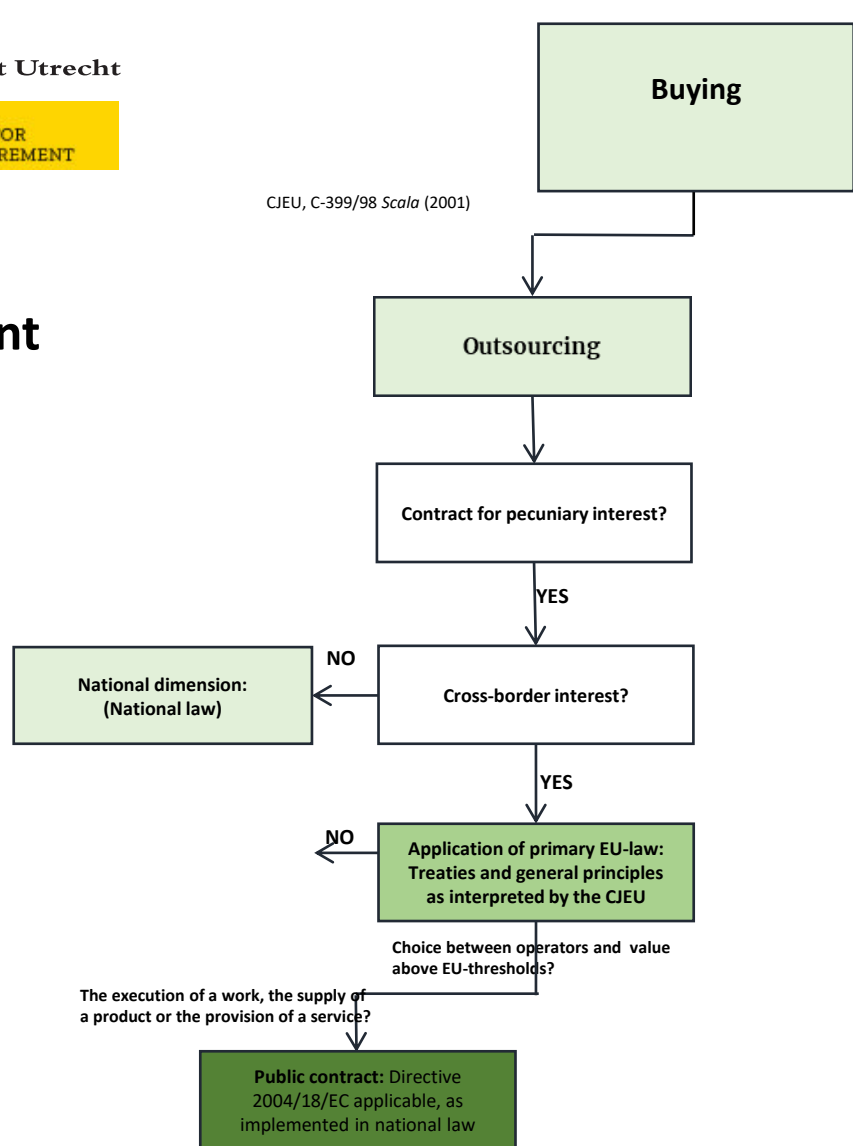 t Utrecht
OR
REMENT
Buying
CJEU, C-399/98 Scala (2001)
nt
Outsourcing
Contract for pecuniary interest?
YES
NO
National dimension:
(National law)
Cross-border interest?
YES
NO
Application of primary EU-law:
Treaties and general principles
as interpreted by the CJEU
Choice between operators and value
above EU-thresholds?
The execution of a work, the supply of
a product or the provision of a service?
Public contract: Directive
2004/18/EC applicable, as
implemented in national law